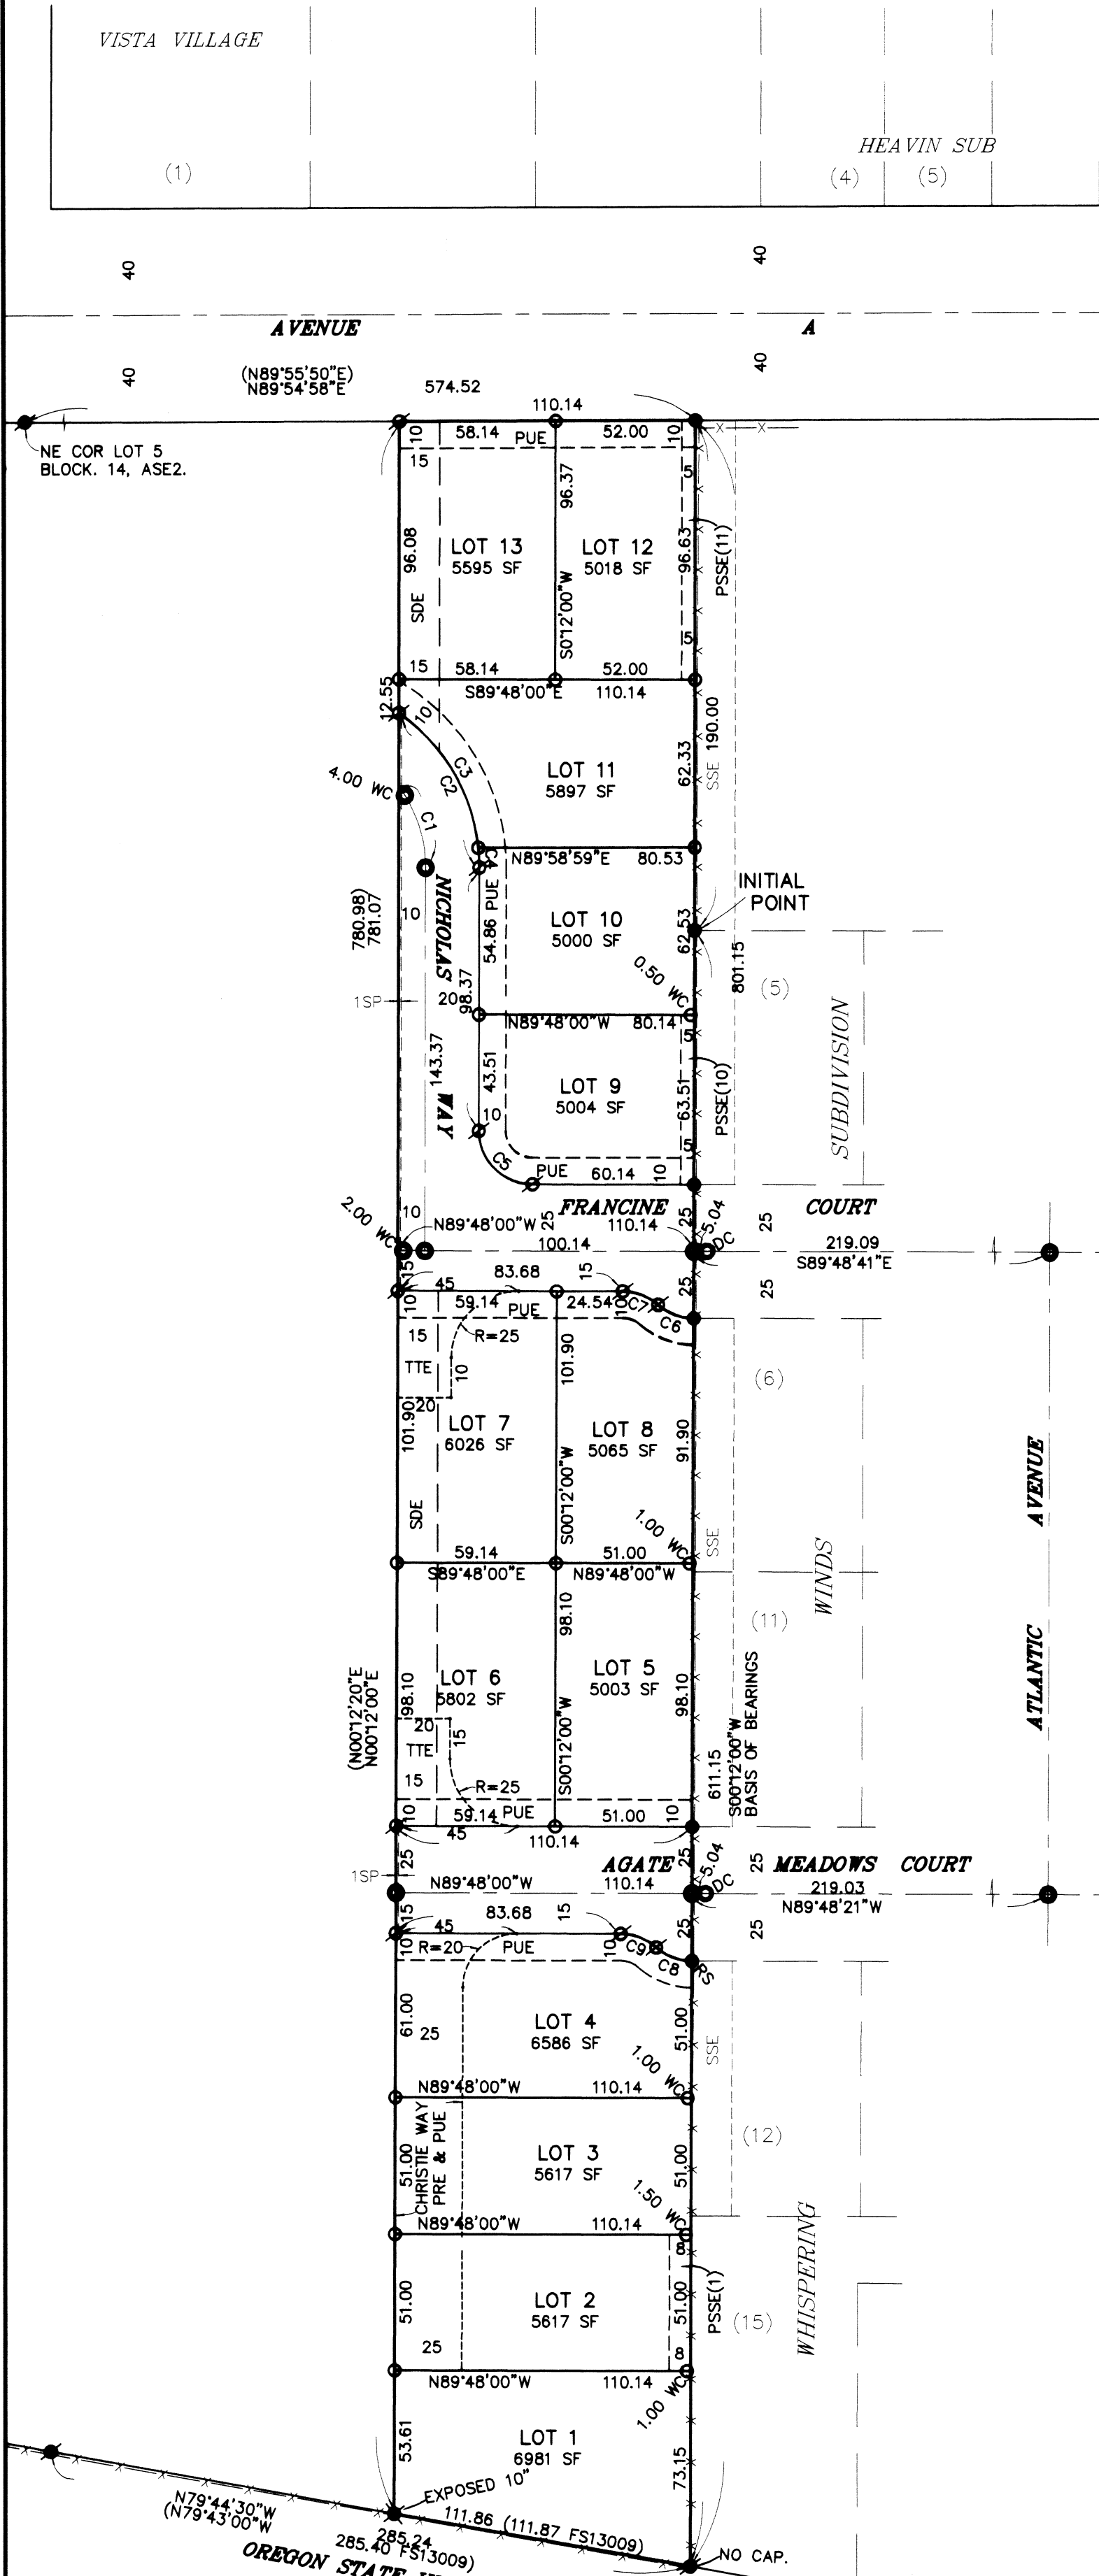 VISTA VILLAGE
(1)
HEAVIN SUB
(4)
(5)
40
40
AVENUE
A
40
40
(N89°55'50"E)
N89°54'58"E
574.52
110.14
NE COR LOT 5
BLOCK. 14, ASE2.
10
58.14
PUE
52.00
10
X X
15
5
96.08
96.37
96.63
PSSE(11)
LOT 13
5595 SF
LOT 12
5018 SF
SDE
S0°12'00"W
5
15
58.14
52.00
S89°48'00"E
110.14
12.55
10
C3
C2
4.00 WC
C1
LOT 11
5897 SF
62.33
SSE
190.00
C4
N89°58'59"E
80.53
780.98)
781.07
10
NICHOLAS
WAY
54.86
PUE
LOT 10
5000 SF
62.53
INITIAL
POINT
801.15
0.50 WC
(5)
1SP
20
98.37
N89°48'00"W
80.14
5
143.37
43.51
LOT 9
5004 SF
63.51
PSSE(10)
SUBDIVISION
10
5
C5
PUE
60.14
10
10
FRANCINE
COURT
2.00 WC
N89°48'00"W
25
110.14
25
5.04
DC
25
100.14
219.09
S89°48'41"E
15
45
83.68
15
25
25
10
59.14
PUE
24.54
10
C7
C6
15
R=25
TTE
10
20
101.90
101.90
91.90
(6)
LOT 7
6026 SF
LOT 8
5065 SF
SDE
S00°12'00"W
1.00 WC
SSE
59.14
51.00
S89°48'00"E
N89°48'00"W
WINDS
ATLANTIC AVENUE
98.10
(11)
(N00°12'20"E
N00°12'00"E
98.10
LOT 6
5802 SF
LOT 5
5003 SF
98.10
20
15
TTE
15
R=25
S00°12'00"W
611.15
S00°12'00"W
BASIS OF BEARINGS
10
59.14
PUE
51.00
10
45
110.14
25
AGATE
MEADOWS COURT
25
5.04
DC
25
1SP
N89°48'00"W
110.14
219.03
N89°48'21"W
15
45
83.68
15
25
25
10
R=20
PUE
10
C9
C8
RS
61.00
25
LOT 4
6586 SF
51.00
SSE
1.00 WC
N89°48'00"W
110.14
CHRISTIE WAY
PRE & PUE
51.00
LOT 3
5617 SF
51.00
(12)
1.50 WC
N89°48'00"W
110.14
8
51.00
LOT 2
5617 SF
51.00
PSSE(1)
(15)
WHISPERING
25
8
N89°48'00"W
110.14
1.00 WC
53.61
LOT 1
6981 SF
73.15
EXPOSED 10"
N79°44'30"W
(N79°43'00"W
111.86 (111.87 FS13009)
285.24
285.40 FS13009)
NO CAP.
OREGON STATE